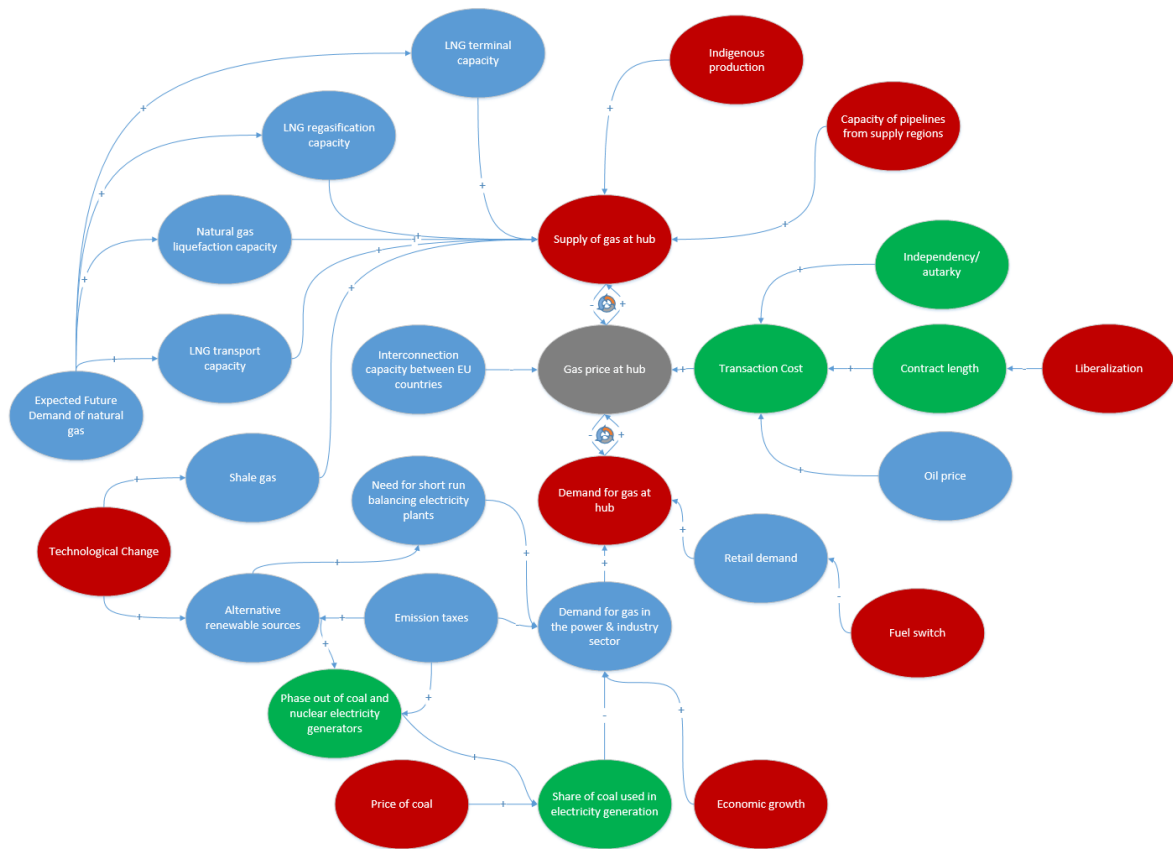 LNG terminal
capacity
Indigenous
production
LNG regasification
capacity
Capacity of pipelines
from supply regions
Natural gas
liquefaction capacity
Supply of gas at hub
Independency/
autarky
LNG transport
capacity
Interconnection
capacity between EU
countries
Gas price at hub
Transaction Cost
Contract length
Liberalization
Expected Future
Demand of natural
gas
Shale gas
Need for short run
balancing electricity
plants
Demand for gas at
hub
Oil price
Technological Change
Retail demand
Alternative
renewable sources
Emission taxes
Demand for gas in
the power & industry
sector
Fuel switch
Phase out of coal and
nuclear electricity
generators
Price of coal
Share of coal used in
electricity generation
Economic growth